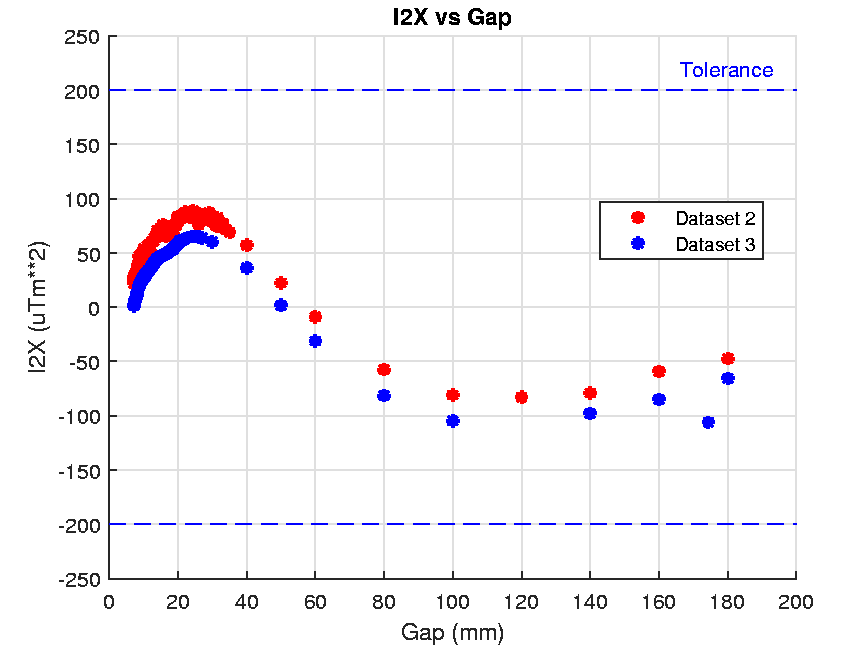 I2X vs Gap
250
200
150
100
50
0
-50
-100
-150
-200
-250
I2X (uTm**2)
Tolerance
Dataset 2
Dataset 3
0 20 40 60 80 100 120 140 160 180 200
Gap (mm)